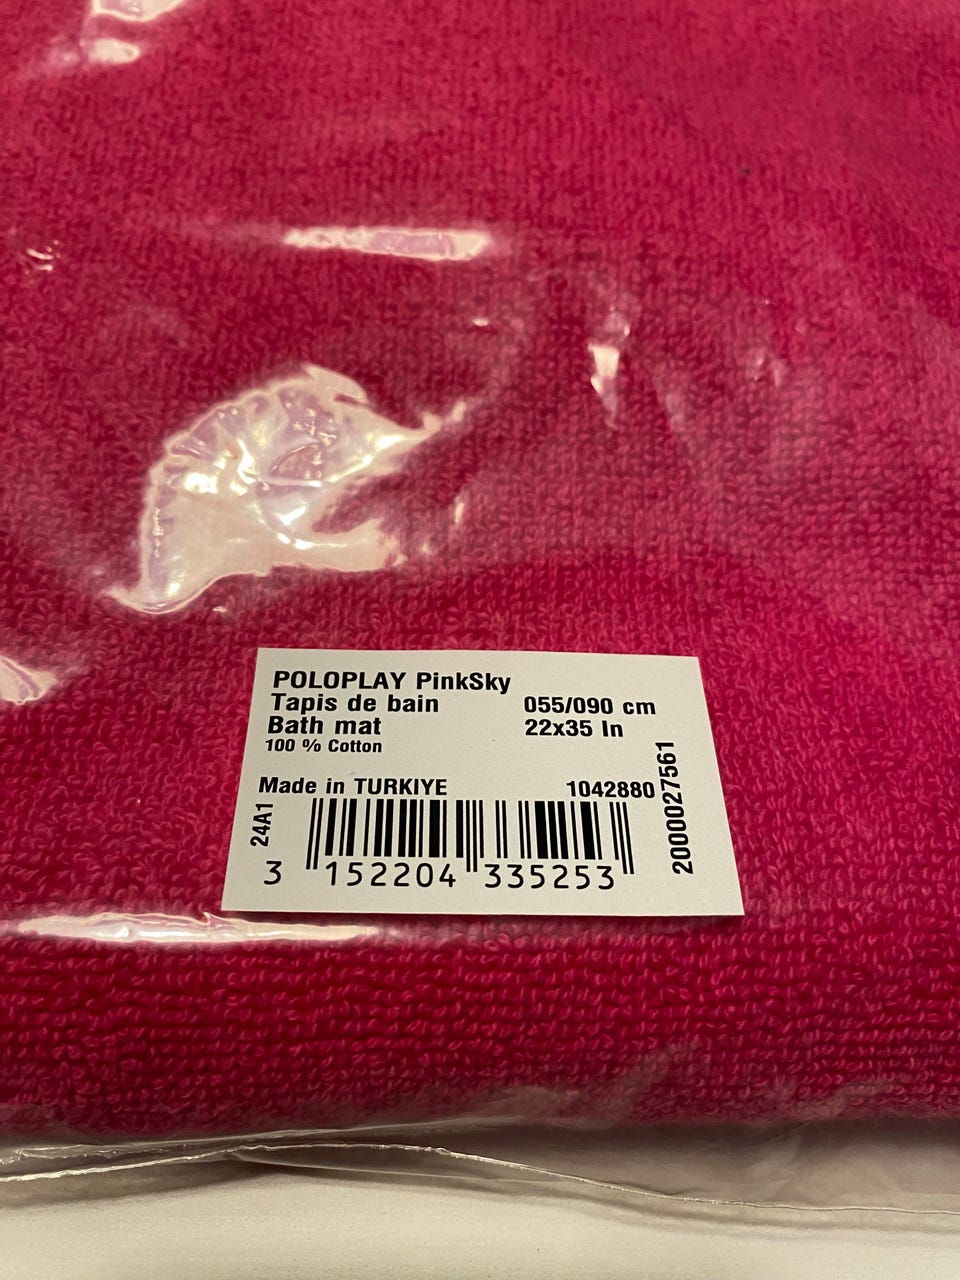 POLOPLAY PinkSky
Tapis de bain 055/090 cm
Bath mat 22x35 In
100 % Cotton
Made in TURKIYE 1042880
24A1
3 152204 335253
2000027561